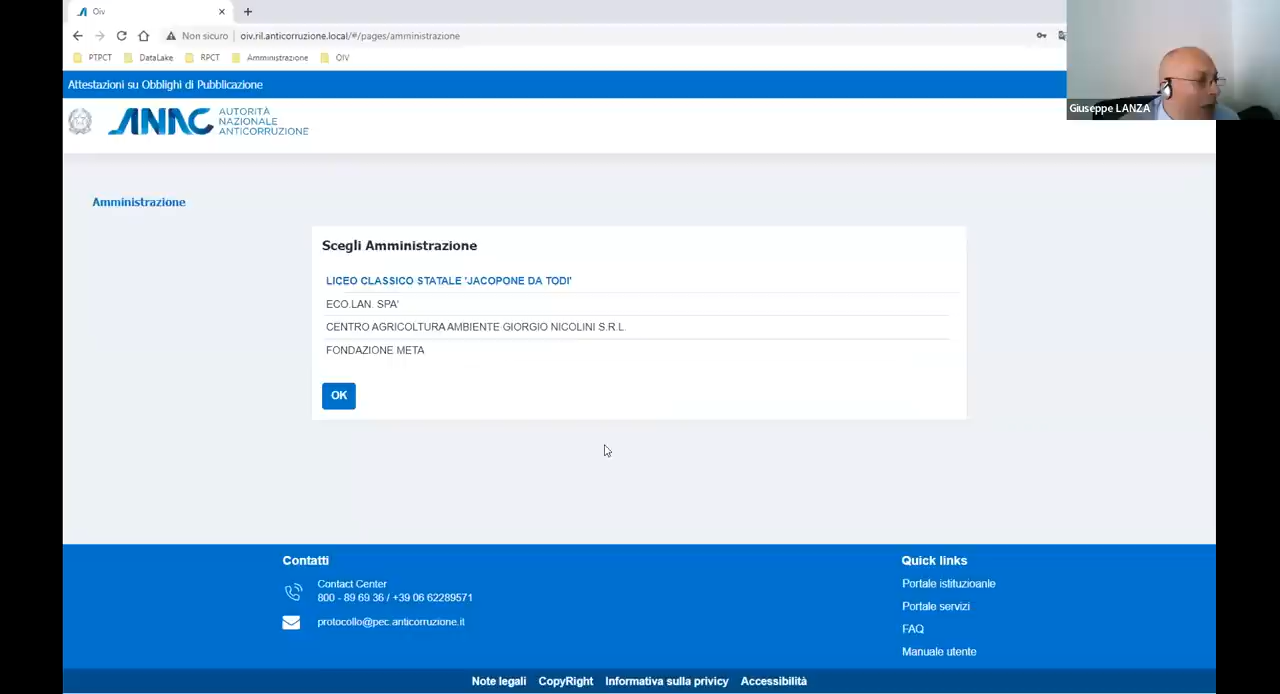 Oiv
Non sicuro
oiv.ril.anticorruzione.local/#/pages/amministrazione
PTPCT
DataLake
RPCT
Amministrazione
OIV
Attestazioni su Obblighi di Pubblicazione
Giuseppe LANZA
ANAC
AUTORITÀ
NAZIONALE
ANTICORRUZIONE
Amministrazione
Scegli Amministrazione
LICEO CLASSICO STATALE 'JACOPONE DA TODI'
ECO.LAN. SPA'
CENTRO AGRICOLTURA AMBIENTE GIORGIO NICOLINI S.R.L.
FONDAZIONE META
OK
Contatti
Contact Center
800 - 89 69 36 / +39 06 62289571
protocollo@pec.anticorruzione.it
Quick links
Portale istituzioanle
Portale servizi
FAQ
Manuale utente
Note legali CopyRight Informativa sulla privacy Accessibilità